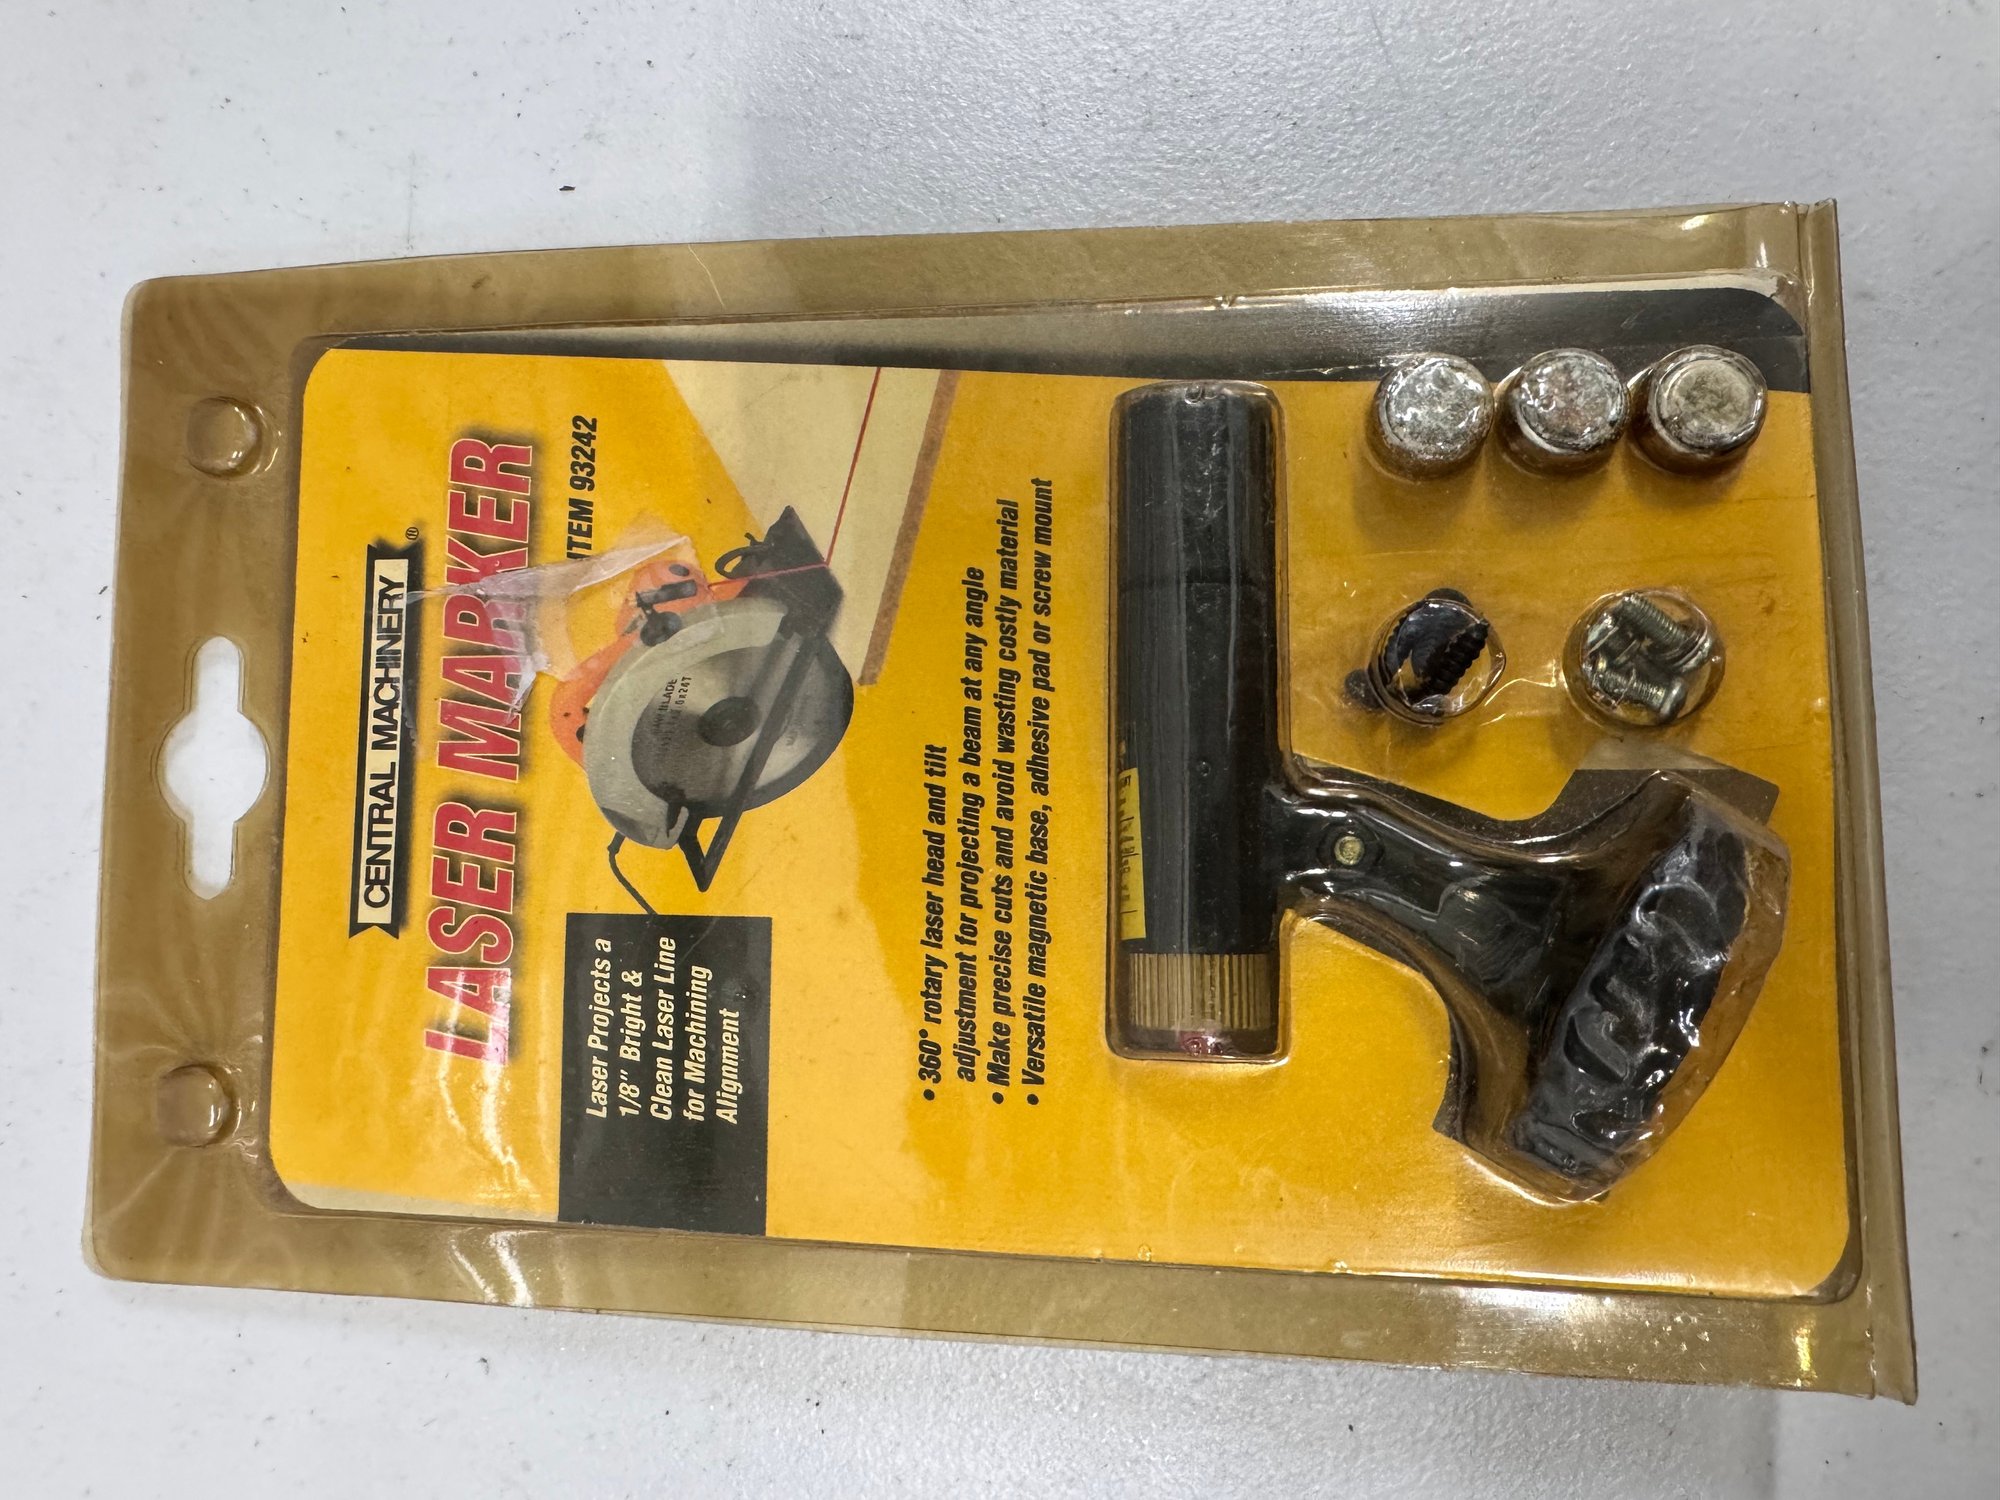 CENTRAL MACHINERY®
LASER MARKER
ITEM 93242
Laser Projects a
1/8" Bright &
Clean Laser Line
for Machining
Alignment
• 360° rotary laser head and tilt
adjustment for projecting a beam at any angle
• Make precise cuts and avoid wasting costly material
• Versatile magnetic base, adhesive pad or screw mount